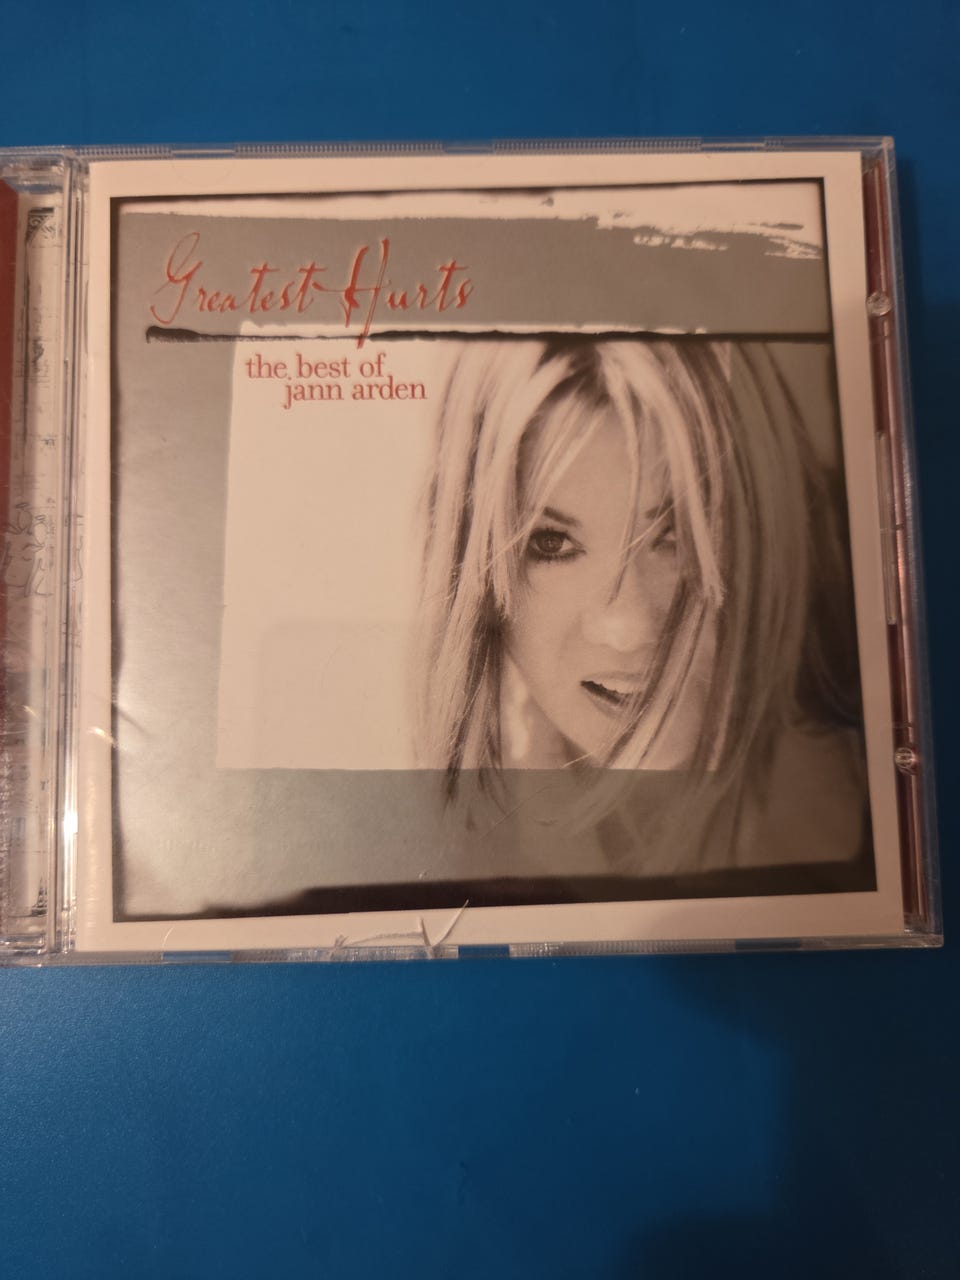 Greatest Hurts
the best of
jann arden